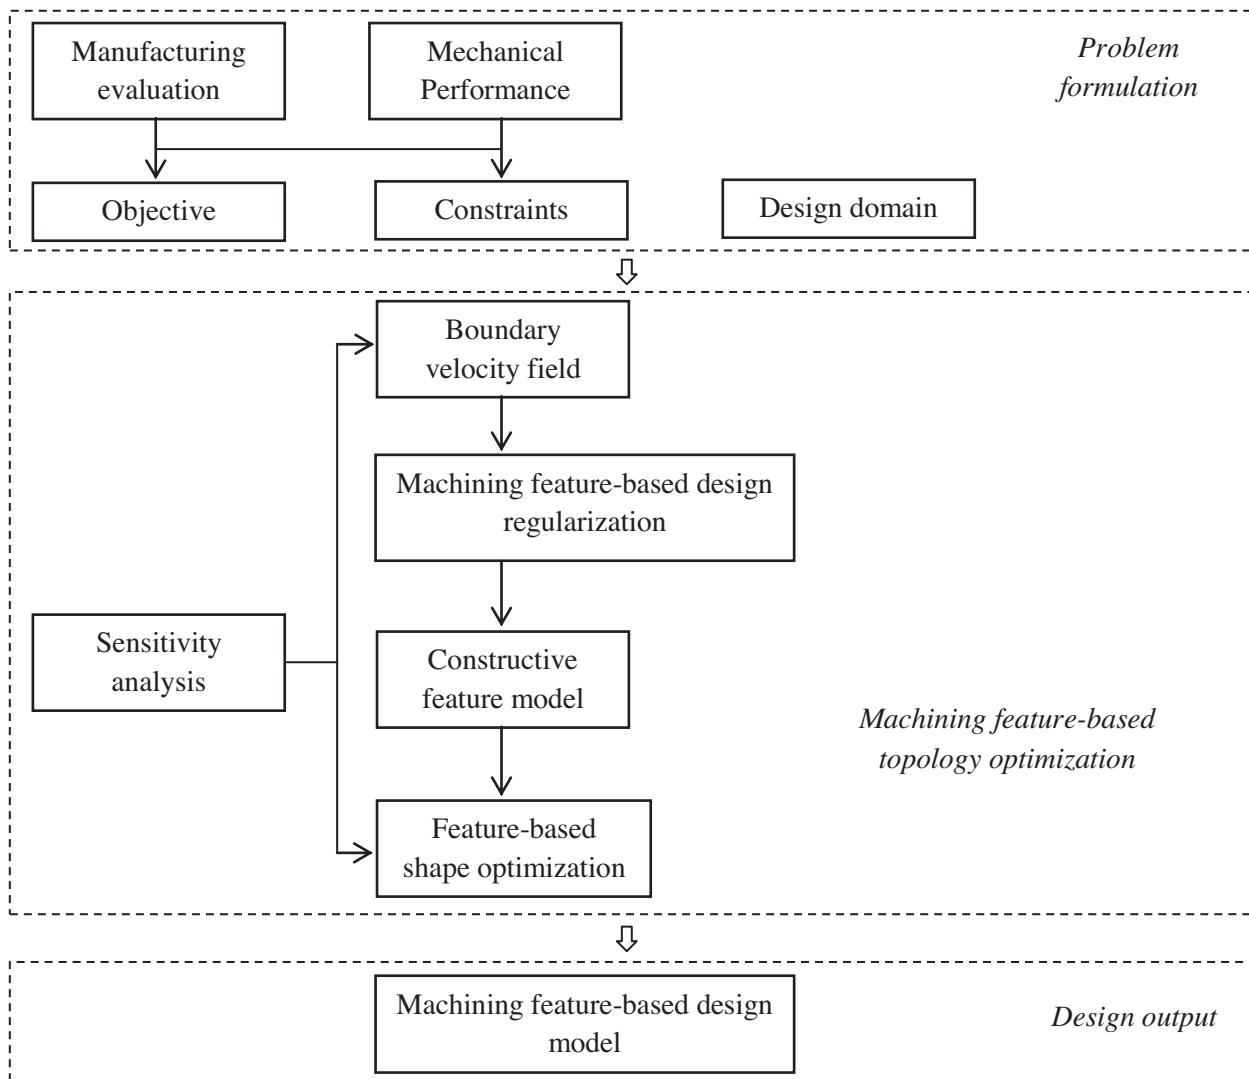 Manufacturing
evaluation
Mechanical
Performance
Problem
formulation
Objective
Constraints
Design domain
Boundary
velocity field
Machining feature-based design
regularization
Sensitivity
analysis
Constructive
feature model
Machining feature-based
topology optimization
Feature-based
shape optimization
Machining feature-based design
model
Design output